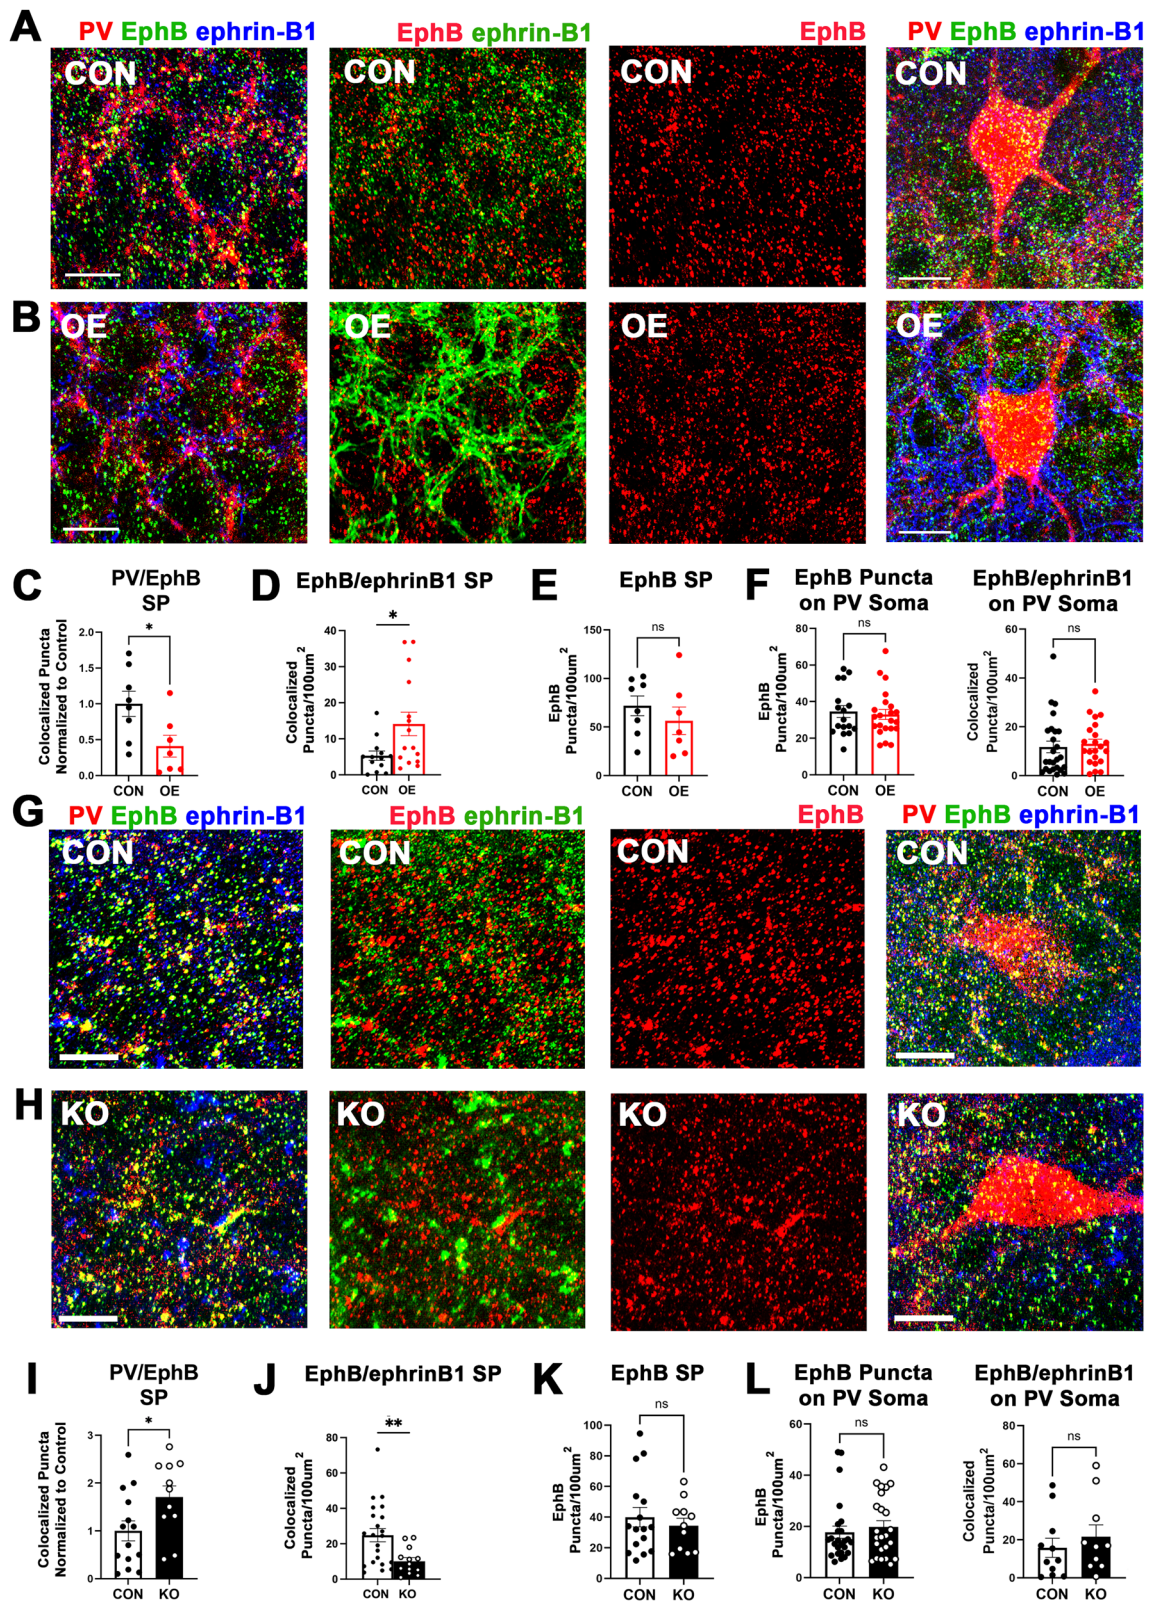 A
PV EphB ephrin-B1
EphB ephrin-B1
EphB
PV EphB ephrin-B1
CON
CON
CON
CON
B
OE
OE
OE
OE
C
PV/EphB
SP
Colocalized Puncta
Normalized to Control
2.0
1.5
1.0
0.5
0.0
*
CON OE
D
EphB/ephrinB1 SP
Colocalized
Puncta/100um2
40
30
20
10
0
*
CON OE
E
EphB SP
EphB
Puncta/100um2
150
100
50
0
ns
CON OE
F
EphB Puncta
on PV Soma
EphB
Puncta/100um2
80
60
40
20
0
ns
CON OE
EphB/ephrinB1
on PV Soma
Colocalized
Puncta/100um2
60
40
20
0
ns
CON OE
G
PV EphB ephrin-B1
EphB ephrin-B1
EphB
PV EphB ephrin-B1
CON
CON
CON
CON
H
KO
KO
KO
KO
I
PV/EphB
SP
Colocalized Puncta
Normalized to Control
3
2
1
0
*
CON KO
J
EphB/ephrinB1 SP
Colocalized
Puncta/100um2
80
60
40
20
0
**
CON KO
K
EphB SP
EphB
Puncta/100um2
100
80
60
40
20
0
ns
CON KO
L
EphB Puncta
on PV Soma
EphB
Puncta/100um2
60
40
20
0
ns
CON KO
EphB/ephrinB1
on PV Soma
Colocalized
Puncta/100um2
80
60
40
20
0
ns
CON KO